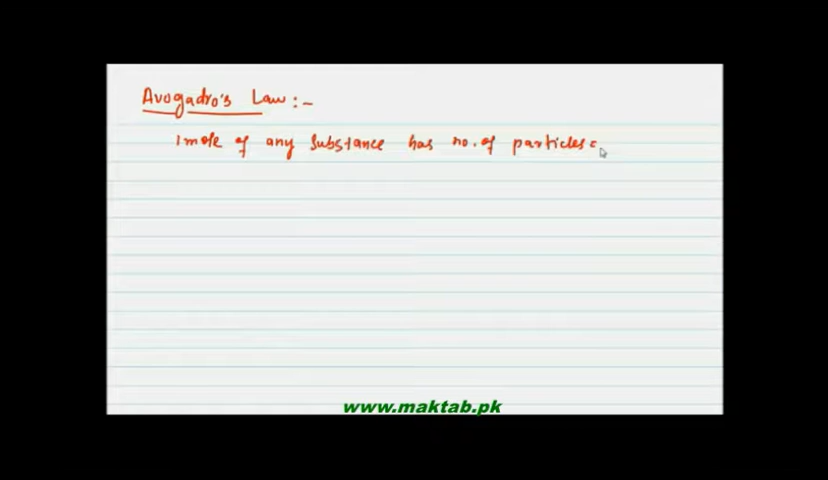 Avogadro's Law :-
1 mole of any substance has no. of particles =
www.maktab.pk